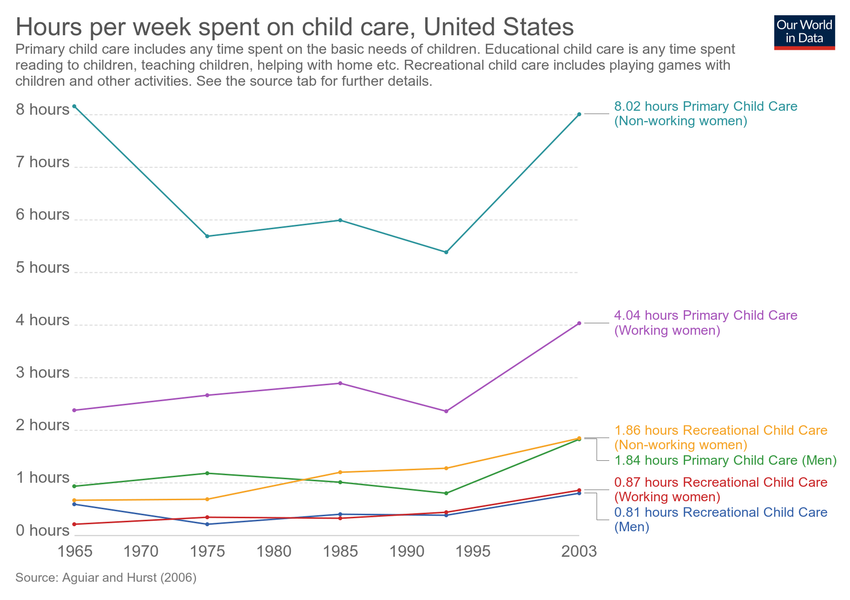 Hours per week spent on child care, United States
Our World
in Data
Primary child care includes any time spent on the basic needs of children. Educational child care is any time spent
reading to children, teaching children, helping with home etc. Recreational child care includes playing games with
children and other activities. See the source tab for further details.
8 hours
7 hours
6 hours
5 hours
4 hours
3 hours
2 hours
1 hours
0 hours
8.02 hours Primary Child Care
(Non-working women)
4.04 hours Primary Child Care
(Working women)
1.86 hours Recreational Child Care
(Non-working women)
1.84 hours Primary Child Care (Men)
0.87 hours Recreational Child Care
(Working women)
0.81 hours Recreational Child Care
(Men)
1965
1970
1975
1980
1985
1990
1995
2003
Source: Aguiar and Hurst (2006)